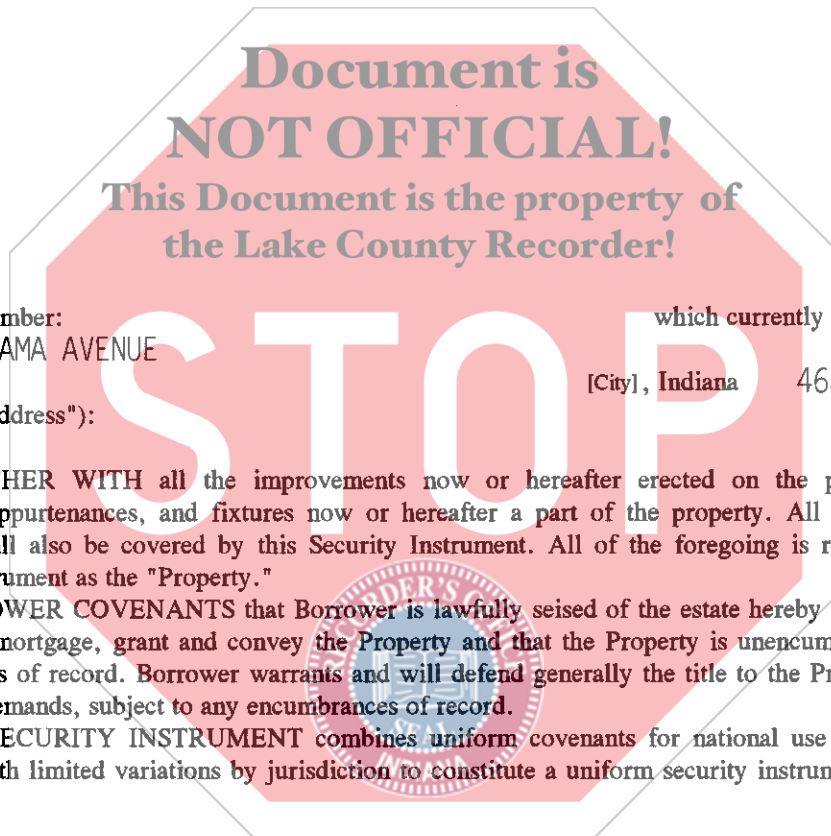 Document is
NOT OFFICIAL!
This Document is the property of
the Lake County Recorder!
STOP
mber: which currently
AMA AVENUE
[City], Indiana 46
ddress"):
HER WITH all the improvements now or hereafter erected on the p
ppurtenances, and fixtures now or hereafter a part of the property. All
ll also be covered by this Security Instrument. All of the foregoing is r
ument as the "Property."
OWER COVENANTS that Borrower is lawfully seised of the estate hereby
mortgage, grant and convey the Property and that the Property is unencum
s of record. Borrower warrants and will defend generally the title to the Pr
emands, subject to any encumbrances of record.
ECURITY INSTRUMENT combines uniform covenants for national use
th limited variations by jurisdiction to constitute a uniform security instrum
RECORDER'S OFFICE
SEAL
INDIANA